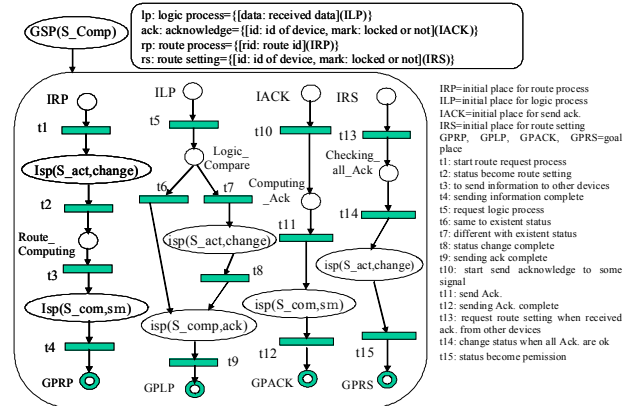 GSP(S_Comp)
lp: logic process={[data: received data](ILP)}
ack: acknowledge={[id: id of device, mark: locked or not](IACK)
rp: route process={[rid: route id](IRP)}
rs: route setting={[id: id of device, mark: locked or not](IRS)}
IRP
ILP
IACK
IRS
t1
t5
t10
t13
Logic_
Compare
Checking_
all_Ack
Isp(S_act,change)
t6
t7
Computing
_Ack
t2
t14
t11
Route_
Computing
isp(S_act,change)
isp(S_act,change)
t3
t8
Isp(S_com,sm)
isp(S_com,sm)
isp(S_comp,ack)
t4
t9
t12
t15
GPRP
GPLP
GPACK
GPRS
IRP=initial place for route process
ILP=initial place for logic process
IACK=initial place for send ack.
IRS=initial place for route setting
GPRP, GPLP, GPACK, GPRS=goal
place
t1: start route request process
t2: status become route setting
t3: to send information to other devices
t4: sending information complete
t5: request logic process
t6: same to existent status
t7: different with existent status
t8: status change complete
t9: sending ack complete
t10: start send acknowledge to some
signal
t11: send Ack.
t12: sending Ack. complete
t13: request route setting when received
ack. from other devices
t14: change status when all Ack. are ok
t15: status become pemission